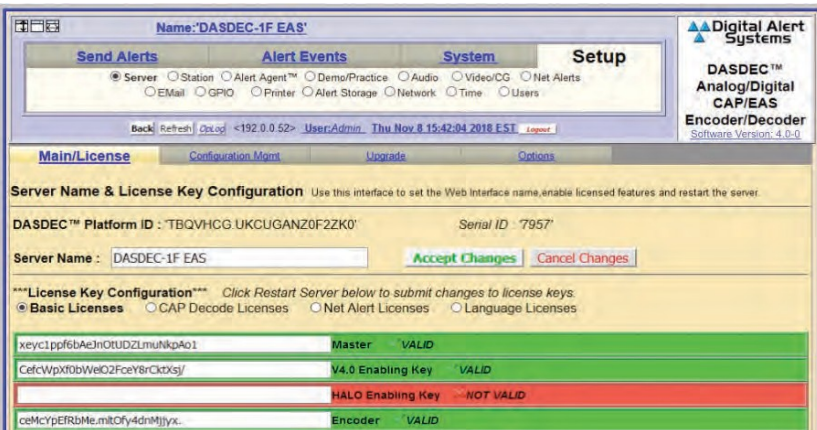 Name:'DASDEC-1F EAS'
Digital Alert Systems
Send Alerts Alert Events System Setup
DASDEC™ Analog/Digital CAP/EAS Encoder/Decoder
Software Version: 4.0-0
Server Station Alert Agent™ Demo/Practice Audio Video/CG Net Alerts
EMail GPIO Printer Alert Storage Network Time Users
Back Refresh OpLog <192.0.0.52> User:Admin Thu Nov 8 15:42:04 2018 EST Logout
Main/License Configuration Mgmt Upgrade Options
Server Name & License Key Configuration Use this interface to set the Web Interface name,enable licensed features and restart the server.
DASDEC™ Platform ID : 'TBQVHCG.UKCUGANZ0F2ZK0' Serial ID : '7957'
Server Name : DASDEC-1F EAS Accept Changes Cancel Changes
***License Key Configuration*** Click Restart Server below to submit changes to license keys.
Basic Licenses CAP Decode Licenses Net Alert Licenses Language Licenses
xeyc1ppf6bAeJnOtUDZLmuNkpAo1 Master VALID
CefcWpXf0bWelO2FceY8rCktXsj/ V4.0 Enabling Key VALID
HALO Enabling Key NOT VALID
ceMcYpEfRbMe.mltOfy4dnMjjyx. Encoder VALID